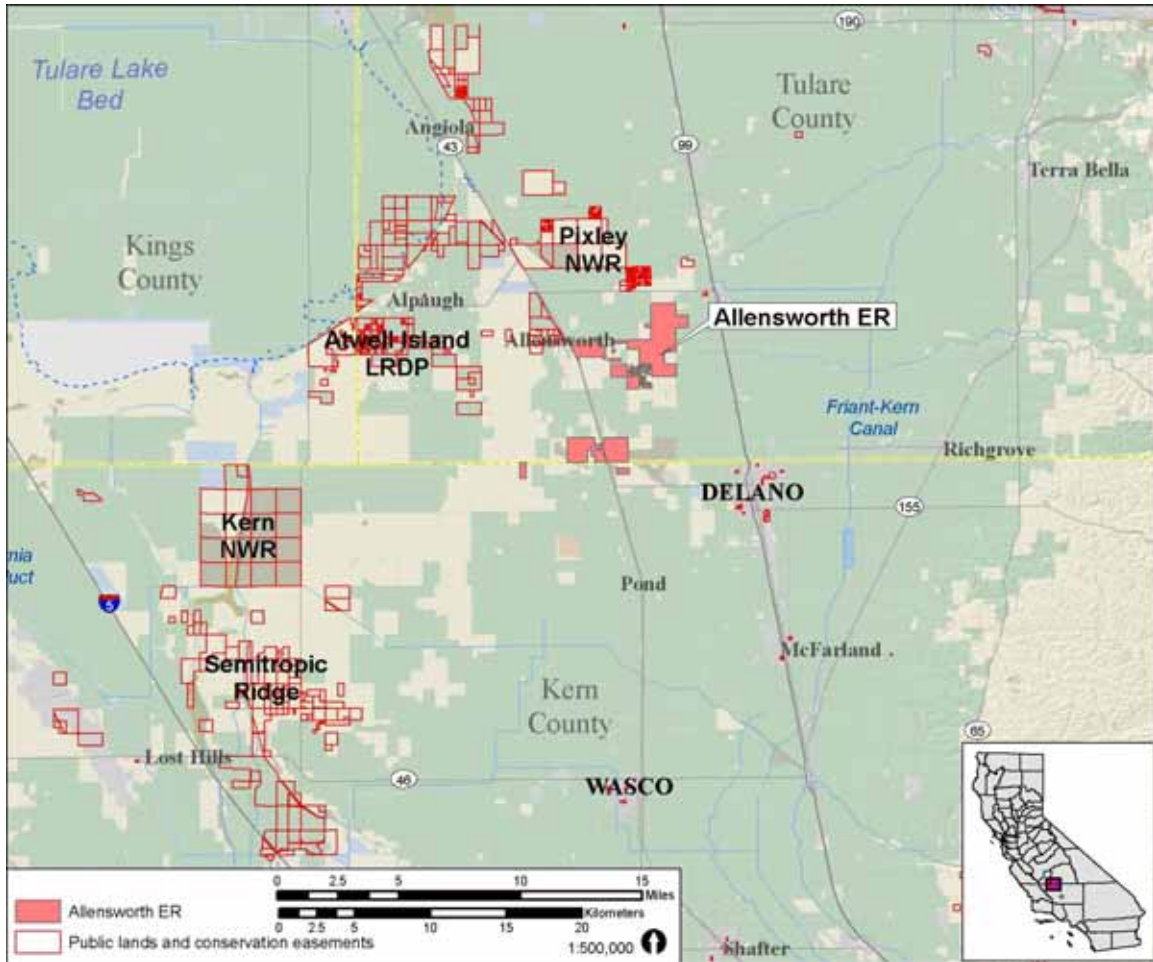 190
Tulare Lake
Bed
Tulare
County
Angiola
43
99
Terra Bella
Kings
County
Pixley
NWR
Alpaugh
Allensworth ER
Atwell Island
LRDP
Allensworth
Friant-Kern
Canal
Richgrove
DELANO
155
Kern
NWR
nia
duct
Pond
5
McFarland
Semitropic
Ridge
Kern
County
65
Lost Hills
46
WASCO
0 2.5 5 10 15
Miles
0 2.5 5 10 15 20
Kilometers
1:500,000
Allensworth ER
Public lands and conservation easements
Shafter